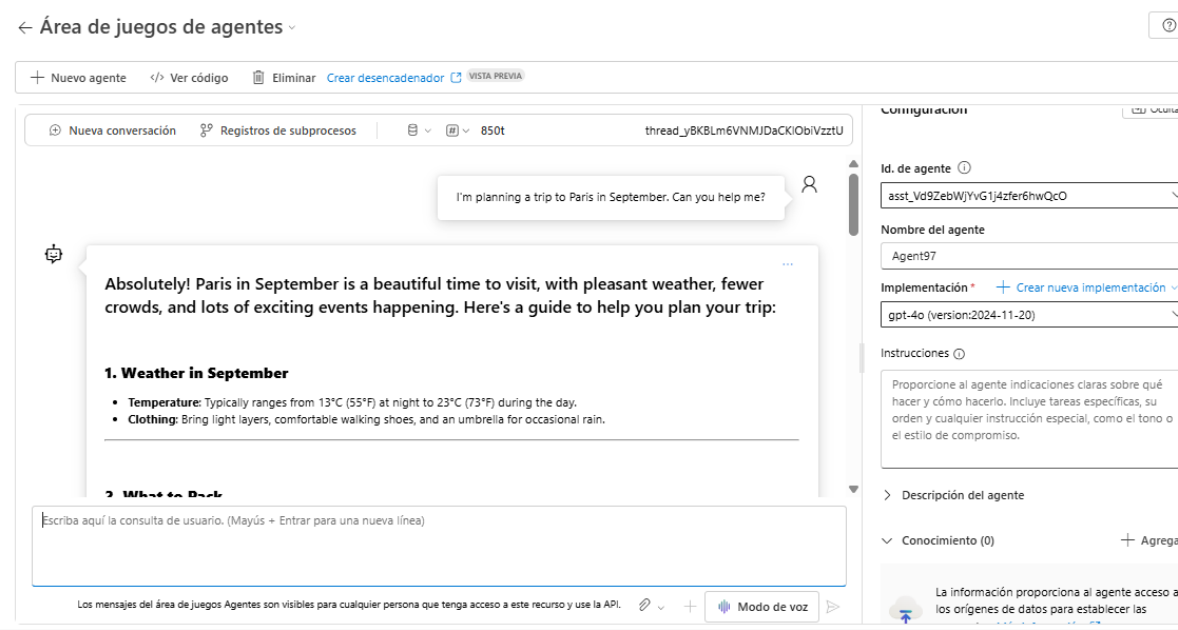 Área de juegos de agentes
Nuevo agente Ver código Eliminar Crear desencadenador VISTA PREVIA
Nueva conversación Registros de subprocesos 850t thread_yBKBLm6VNMJDaCKlObiVzztU
I'm planning a trip to Paris in September. Can you help me?
Absolutely! Paris in September is a beautiful time to visit, with pleasant weather, fewer
crowds, and lots of exciting events happening. Here's a guide to help you plan your trip:
1. Weather in September
Temperature: Typically ranges from 13°C (55°F) at night to 23°C (73°F) during the day.
Clothing: Bring light layers, comfortable walking shoes, and an umbrella for occasional rain.
2. What to Pack
Escriba aquí la consulta de usuario. (Mayús + Entrar para una nueva línea)
Los mensajes del área de juegos Agentes son visibles para cualquier persona que tenga acceso a este recurso y use la API.
Modo de voz
Configuración
Id. de agente
asst_Vd9ZebWjYvG1j4zfer6hwQcO
Nombre del agente
Agent97
Implementación * Crear nueva implementación
gpt-4o (version:2024-11-20)
Instrucciones
Proporcione al agente indicaciones claras sobre qué
hacer y cómo hacerlo. Incluye tareas específicas, su
orden y cualquier instrucción especial, como el tono o
el estilo de compromiso.
Descripción del agente
Conocimiento (0) Agrega
La información proporciona al agente acceso a
los orígenes de datos para establecer las